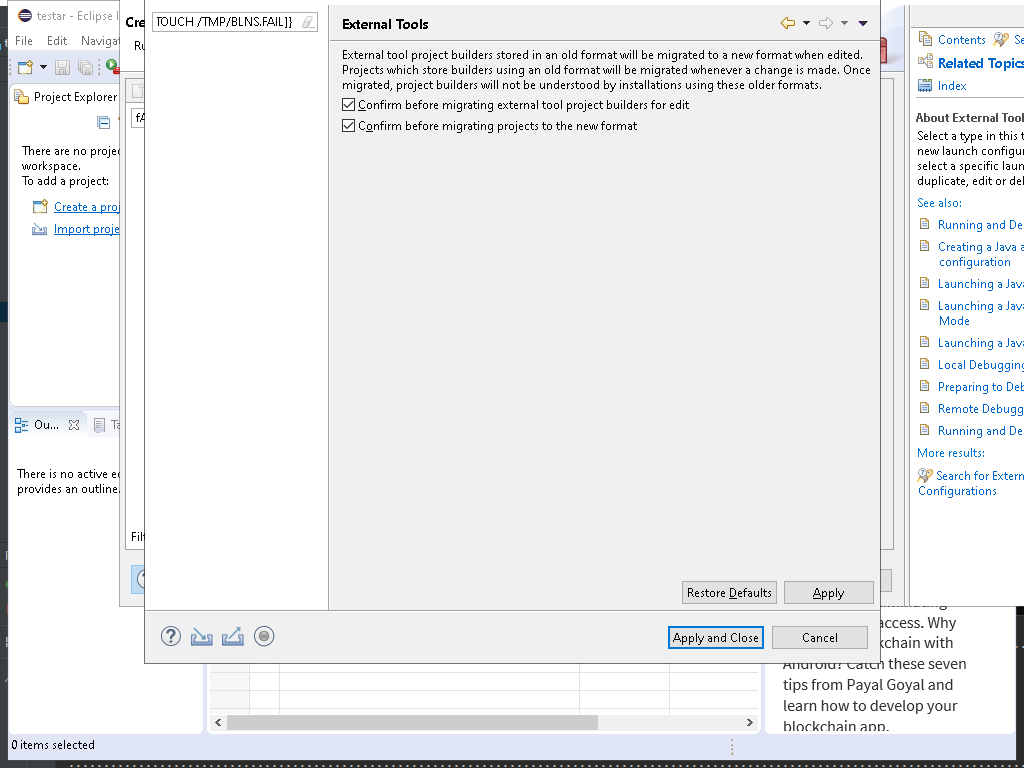 testar - Eclipse I
File Edit Navigat
Project Explorer
There are no proje
workspace.
To add a project:
Create a proj
Import proje
Ou...
Ta
There is no active e
provides an outline.
0 items selected
Cre
Ru
fA
Filt
TOUCH /TMP/BLNS.FAIL]}
External Tools
External tool project builders stored in an old format will be migrated to a new format when edited.
Projects which store builders using an old format will be migrated whenever a change is made. Once
migrated, project builders will not be understood by installations using these older formats.
Confirm before migrating external tool project builders for edit
Confirm before migrating projects to the new format
Restore Defaults
Apply
Apply and Close
Cancel
Contents
Se
Related Topics
Index
About External Tool
Select a type in this t
new launch configur
select a specific laun
duplicate, edit or del
See also:
Running and De
Creating a Java a
configuration
Launching a Java
Launching a Java
Mode
Launching a Java
Local Debugging
Preparing to Deb
Remote Debugg
Running and De
More results:
Search for Extern
Configurations
access. Why
kchain with
Android? Catch these seven
tips from Payal Goyal and
learn how to develop your
blockchain app.